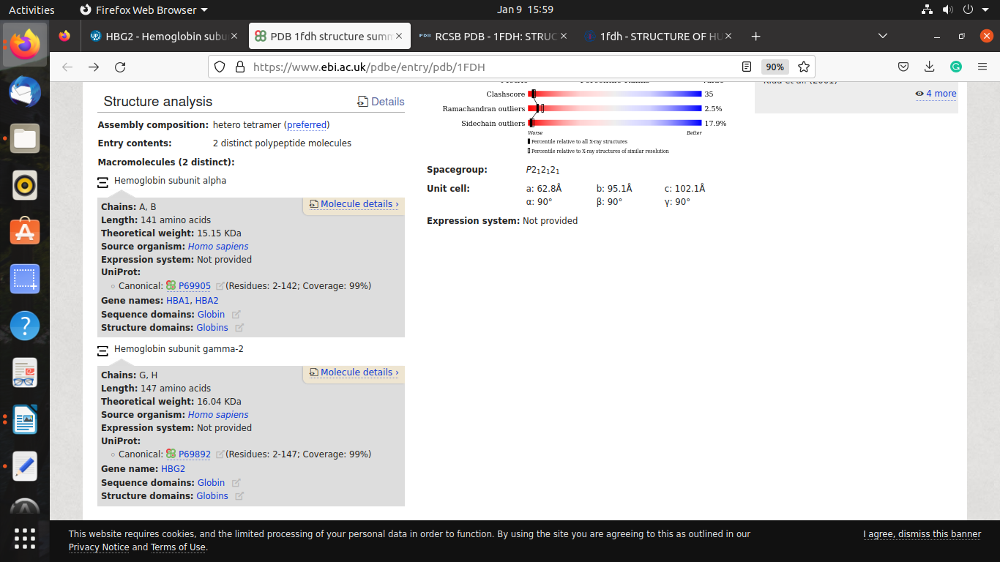 Activities
Firefox Web Browser
Jan 9 15:59
HBG2 - Hemoglobin subu
PDB 1fdh structure summ
PDB
RCSB PDB - 1FDH: STRUC
1fdh - STRUCTURE OF HU
https://www.ebi.ac.uk/pdbe/entry/pdb/1FDH
90%
Structure analysis
Details
Assembly composition: hetero tetramer (preferred)
Entry contents: 2 distinct polypeptide molecules
Macromolecules (2 distinct):
Hemoglobin subunit alpha
Molecule details ›
Chains: A, B
Length: 141 amino acids
Theoretical weight: 15.15 KDa
Source organism: Homo sapiens
Expression system: Not provided
UniProt:
Canonical: P69905 (Residues: 2-142; Coverage: 99%)
Gene names: HBA1, HBA2
Sequence domains: Globin
Structure domains: Globins
Hemoglobin subunit gamma-2
Molecule details ›
Chains: G, H
Length: 147 amino acids
Theoretical weight: 16.04 KDa
Source organism: Homo sapiens
Expression system: Not provided
UniProt:
Canonical: P69892 (Residues: 2-147; Coverage: 99%)
Gene name: HBG2
Sequence domains: Globin
Structure domains: Globins
Clashscore 35
Ramachandran outliers 2.5%
Sidechain outliers 17.9%
Worse Better
Percentile relative to all X-ray structures
Percentile relative to X-ray structures of similar resolution
Spacegroup: P2₁2₁2₁
Unit cell: a: 62.8Å b: 95.1Å c: 102.1Å
α: 90° β: 90° γ: 90°
Expression system: Not provided
4 more
This website requires cookies, and the limited processing of your personal data in order to function. By using the site you are agreeing to this as outlined in our
Privacy Notice and Terms of Use.
I agree, dismiss this banner